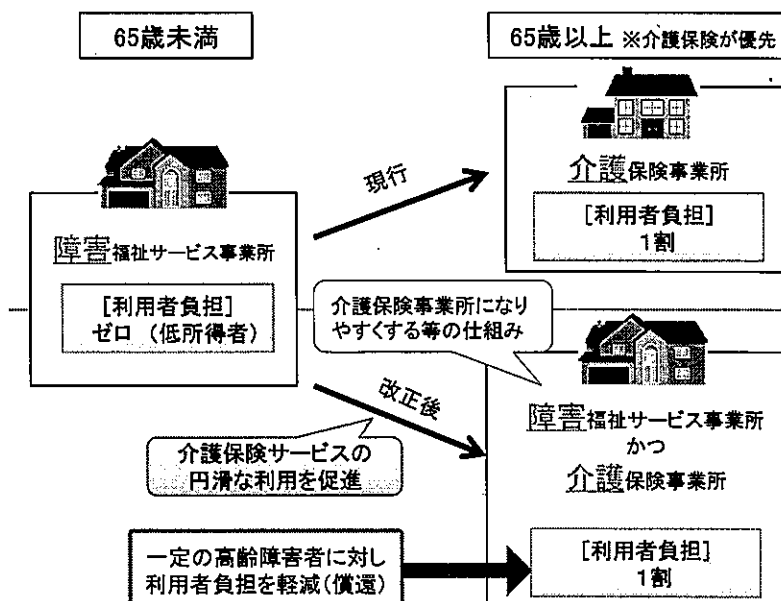 65歳未満
65歳以上 ※介護保険が優先
現行
介護保険事業所
[利用者負担]
1割
障害福祉サービス事業所
[利用者負担]
ゼロ (低所得者)
介護保険事業所になり
やすくする等の仕組み
改正後
介護保険サービスの
円滑な利用を促進
障害福祉サービス事業所
かつ
介護保険事業所
一定の高齢障害者に対し
利用者負担を軽減(償還)
[利用者負担]
1割